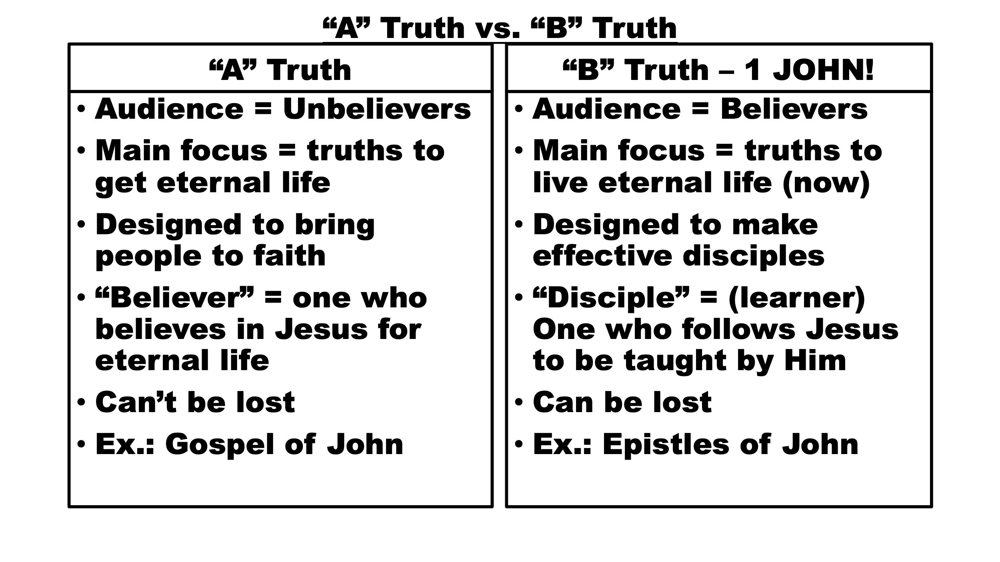 “A” Truth vs. “B” Truth
“A” Truth
• Audience = Unbelievers
• Main focus = truths to
get eternal life
• Designed to bring
people to faith
• “Believer” = one who
believes in Jesus for
eternal life
• Can’t be lost
• Ex.: Gospel of John
“B” Truth – 1 JOHN!
• Audience = Believers
• Main focus = truths to
live eternal life (now)
• Designed to make
effective disciples
• “Disciple” = (learner)
One who follows Jesus
to be taught by Him
• Can be lost
• Ex.: Epistles of John